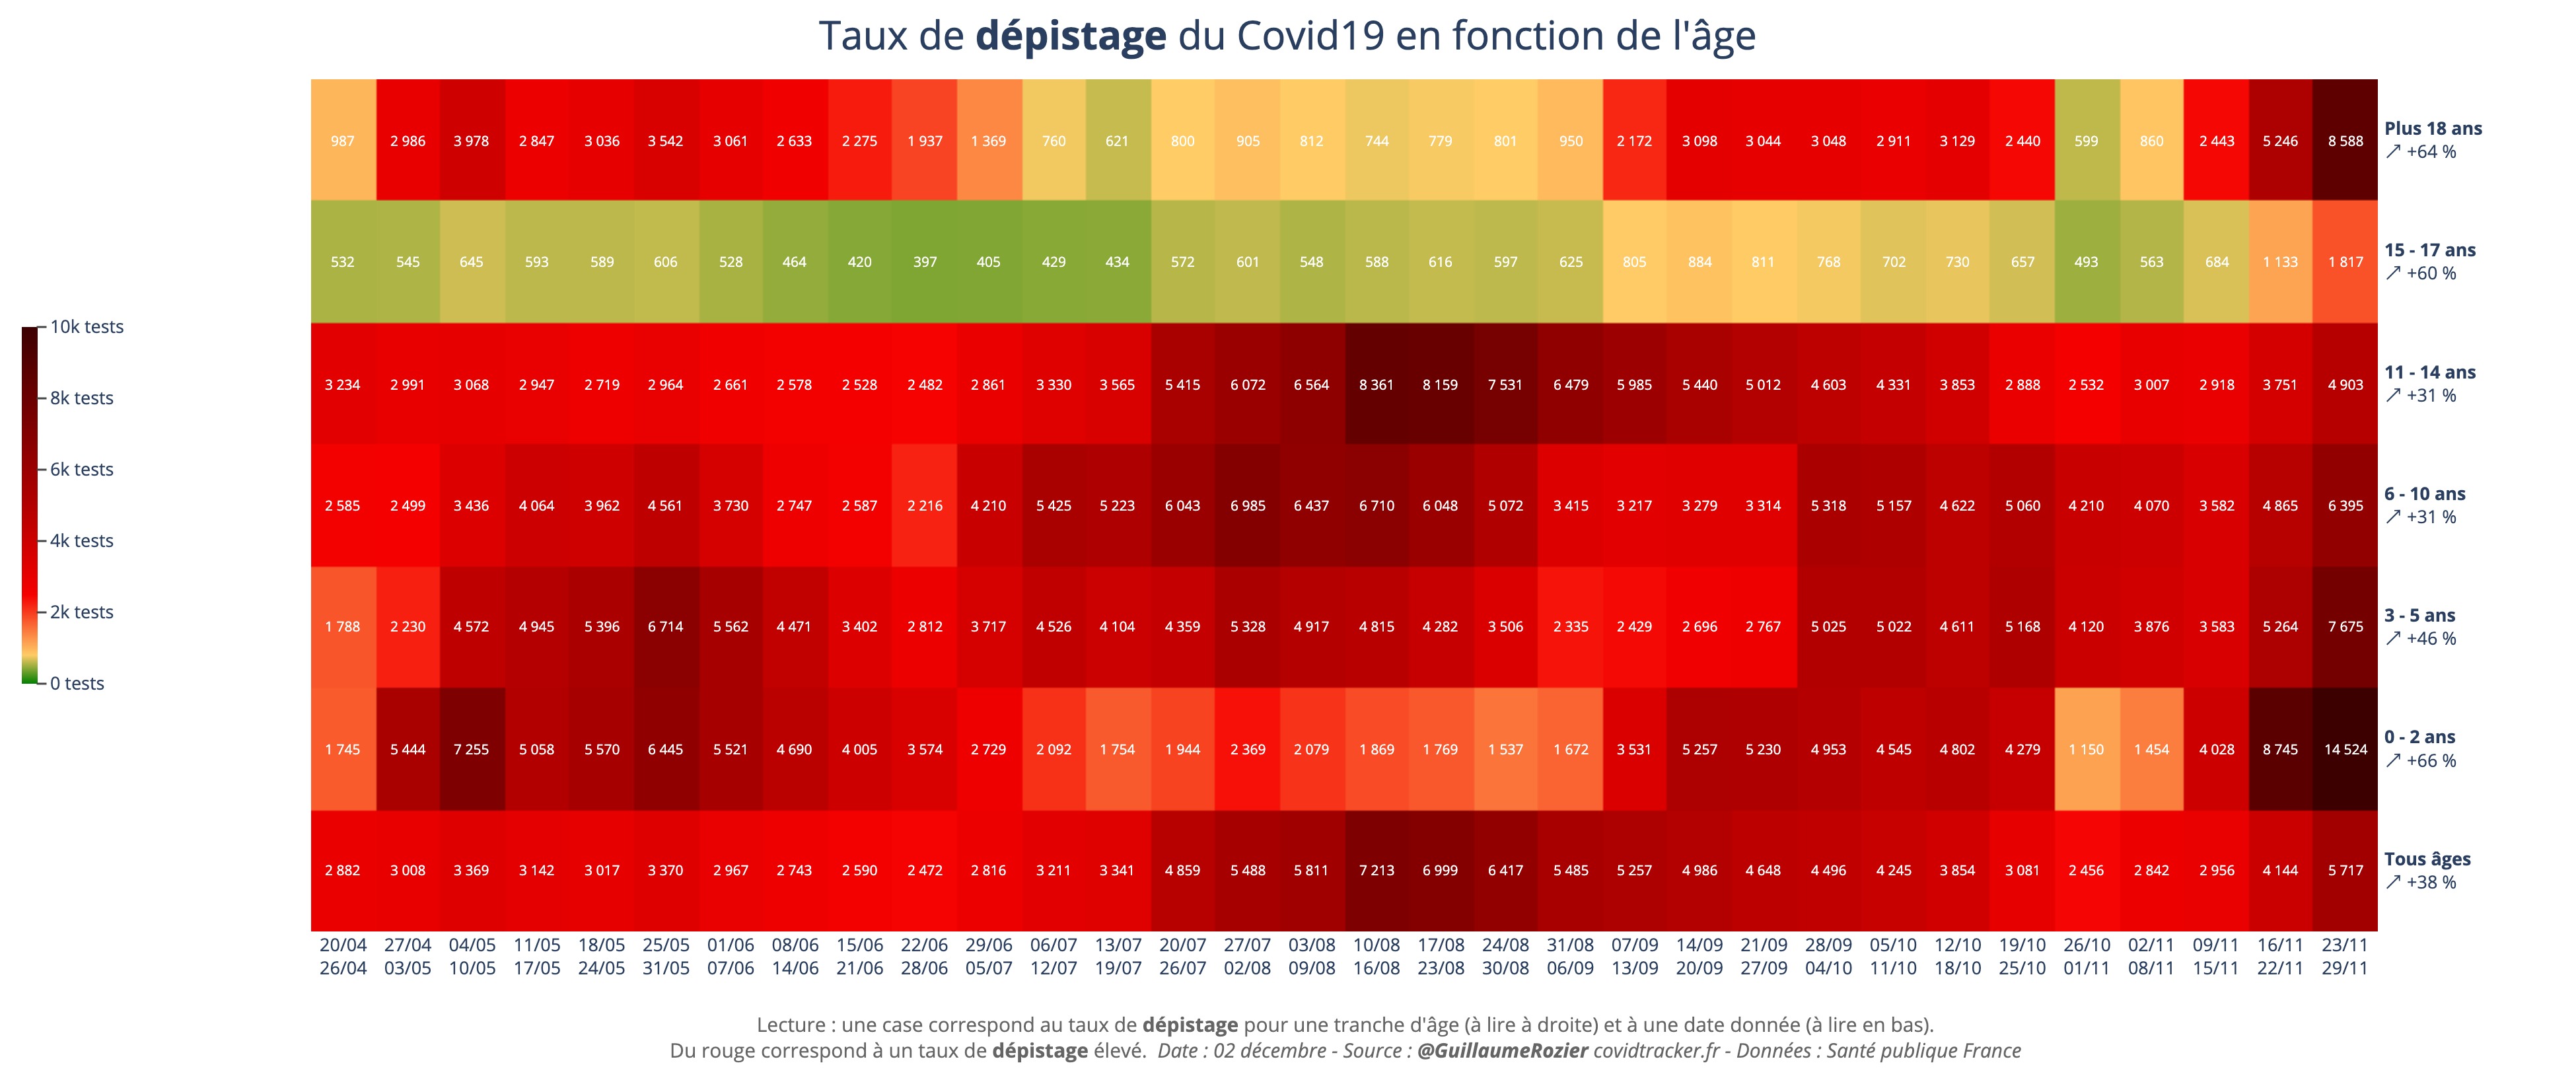 Taux de dépistage du Covid19 en fonction de l'âge
987 2 986 3 978 2 847 3 036 3 542 3 061 2 633 2 275 1 937 1 369 760 621 800 905 812 744 779 801 950 2 172 3 098 3 044 3 048 2 911 3 129 2 440 599 860 2 443 5 246 8 588
Plus 18 ans
↗ +64 %
532 545 645 593 589 606 528 464 420 397 405 429 434 572 601 548 588 616 597 625 805 884 811 768 702 730 657 493 563 684 1 133 1 817
15 - 17 ans
↗ +60 %
10k tests
8k tests
6k tests
4k tests
2k tests
0 tests
3 234 2 991 3 068 2 947 2 719 2 964 2 661 2 578 2 528 2 482 2 861 3 330 3 565 5 415 6 072 6 564 8 361 8 159 7 531 6 479 5 985 5 440 5 012 4 603 4 331 3 853 2 888 2 532 3 007 2 918 3 751 4 903
11 - 14 ans
↗ +31 %
2 585 2 499 3 436 4 064 3 962 4 561 3 730 2 747 2 587 2 216 4 210 5 425 5 223 6 043 6 985 6 437 6 710 6 048 5 072 3 415 3 217 3 279 3 314 5 318 5 157 4 622 5 060 4 210 4 070 3 582 4 865 6 395
6 - 10 ans
↗ +31 %
1 788 2 230 4 572 4 945 5 396 6 714 5 562 4 471 3 402 2 812 3 717 4 526 4 104 4 359 5 328 4 917 4 815 4 282 3 506 2 335 2 429 2 696 2 767 5 025 5 022 4 611 5 168 4 120 3 876 3 583 5 264 7 675
3 - 5 ans
↗ +46 %
1 745 5 444 7 255 5 058 5 570 6 445 5 521 4 690 4 005 3 574 2 729 2 092 1 754 1 944 2 369 2 079 1 869 1 769 1 537 1 672 3 531 5 257 5 230 4 953 4 545 4 802 4 279 1 150 1 454 4 028 8 745 14 524
0 - 2 ans
↗ +66 %
2 882 3 008 3 369 3 142 3 017 3 370 2 967 2 743 2 590 2 472 2 816 3 211 3 341 4 859 5 488 5 811 7 213 6 999 6 417 5 485 5 257 4 986 4 648 4 496 4 245 3 854 3 081 2 456 2 842 2 956 4 144 5 717
Tous âges
↗ +38 %
20/04 27/04 04/05 11/05 18/05 25/05 01/06 08/06 15/06 22/06 29/06 06/07 13/07 20/07 27/07 03/08 10/08 17/08 24/08 31/08 07/09 14/09 21/09 28/09 05/10 12/10 19/10 26/10 02/11 09/11 16/11 23/11
26/04 03/05 10/05 17/05 24/05 31/05 07/06 14/06 21/06 28/06 05/07 12/07 19/07 26/07 02/08 09/08 16/08 23/08 30/08 06/09 13/09 20/09 27/09 04/10 11/10 18/10 25/10 01/11 08/11 15/11 22/11 29/11
Lecture : une case correspond au taux de dépistage pour une tranche d'âge (à lire à droite) et à une date donnée (à lire en bas).
Du rouge correspond à un taux de dépistage élevé. Date : 02 décembre - Source : @GuillaumeRozier covidtracker.fr - Données : Santé publique France